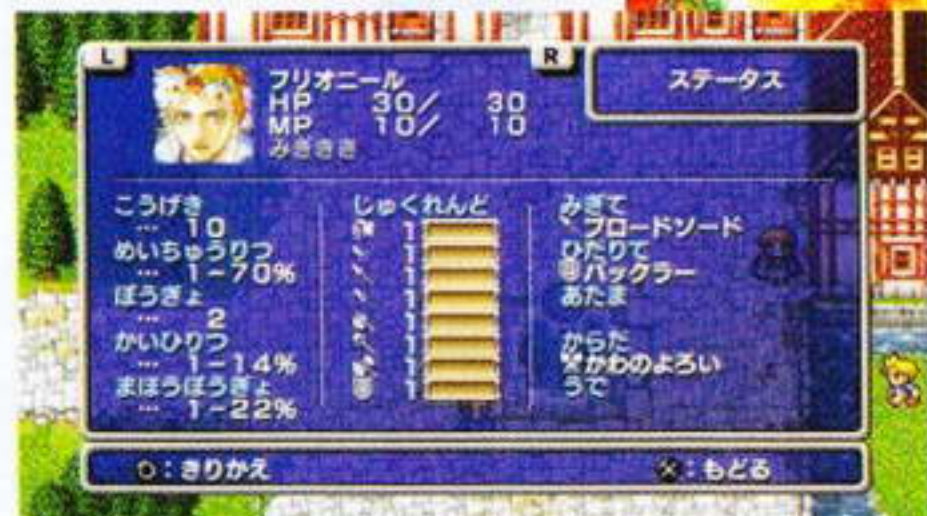 L
R
フリオニール
HP 30/ 30
MP 10/ 10
みぎきき
ステータス
こうげき
… 10
めいちゅうりつ
… 1-70%
ぼうぎょ
… 2
かいひりつ
… 1-14%
まほうぼうぎょ
… 1-22%
じゅくれんど
1
1
1
1
1
1
1
1
みぎて
ブロードソード
ひだりて
バックラー
あたま
からだ
かわのよろい
うで
○:きりかえ
×:もどる